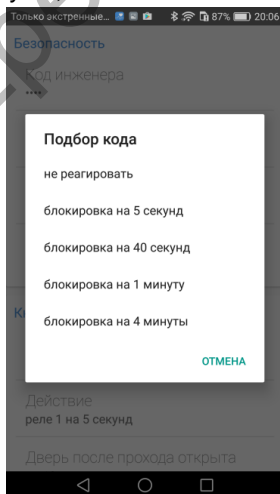 Только экстренные... 87% 20:06
Безопасность
Код инженера
••••
Подбор кода
не реагировать
блокировка на 5 секунд
блокировка на 40 секунд
блокировка на 1 минуту
блокировка на 4 минуты
ОТМЕНА
Действие
реле 1 на 5 секунд
Дверь после прохода открыта